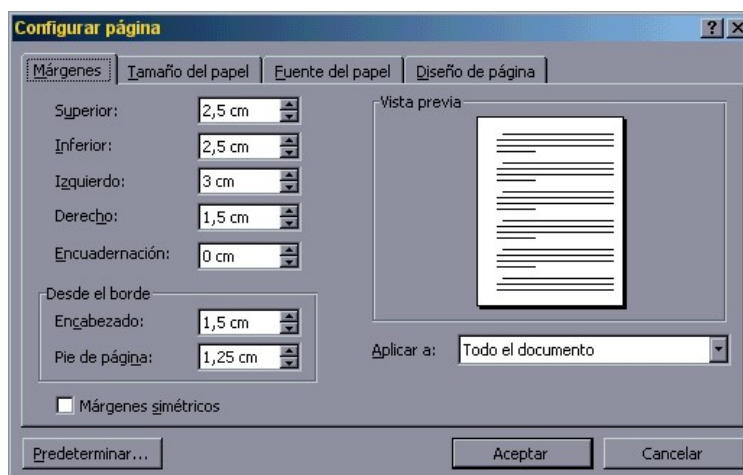 Configurar página
Márgenes Tamaño del papel Fuente del papel Diseño de página
Superior: 2,5 cm
Inferior: 2,5 cm
Izquierdo: 3 cm
Derecho: 1,5 cm
Encuadernación: 0 cm
Desde el borde
Encabezado: 1,5 cm
Pie de página: 1,25 cm
Márgenes simétricos
Vista previa
Aplicar a: Todo el documento
Predeterminar... Aceptar Cancelar